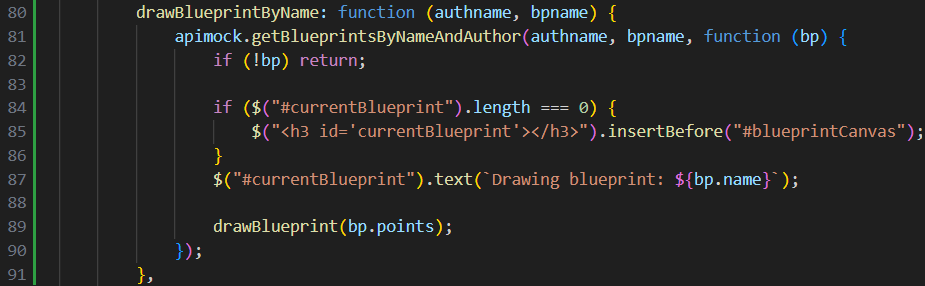 80 drawBlueprintByName: function (authname, bpname) {
81 apimock.getBlueprintsByNameAndAuthor(authname, bpname, function (bp) {
82 if (!bp) return;
83
84 if ($("#currentBlueprint").length === 0) {
85 $("<h3 id='currentBlueprint'></h3>").insertBefore("#blueprintCanvas");
86 }
87 $("#currentBlueprint").text(`Drawing blueprint: ${bp.name}`);
88
89 drawBlueprint(bp.points);
90 });
91 },